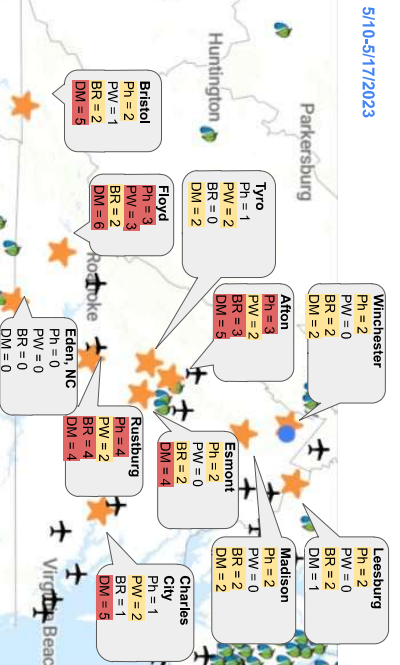 5/10-5/17/2023
Huntington
Parkersburg
Bristol
Ph = 2
PW = 1
BR = 2
DM = 5
Floyd
Ph = 3
PW = 3
BR = 2
DM = 6
Tyro
Ph = 1
PW = 2
BR = 0
DM = 2
Afton
Ph = 3
PW = 2
BR = 3
DM = 5
Winchester
Ph = 2
PW = 0
BR = 2
DM = 2
Roanoke
Eden, NC
Ph = 0
PW = 0
BR = 0
DM = 0
Rustburg
Ph = 4
PW = 2
BR = 4
DM = 4
Esmont
Ph = 2
PW = 0
BR = 2
DM = 4
Madison
Ph = 2
PW = 0
BR = 2
DM = 2
Leesburg
Ph = 2
PW = 0
BR = 2
DM = 1
Charles
City
Ph = 1
PW = 2
BR = 1
DM = 5
Virginia Beac